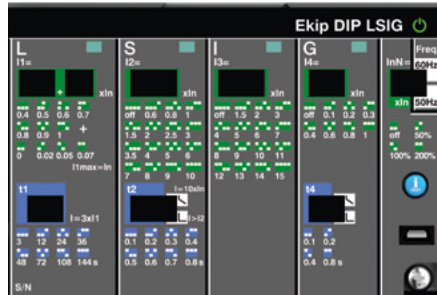 Ekip DIP LSIG
L
I1=
+
xIn
0.4 0.5 0.6 0.7
0.8 0.9 1 +
0 0.02 0.05 0.07
I1max=In
t1
I=3xI1
3 12 24 36
48 72 108 144s
S/N
S
I2=
xIn
off 0.6 0.8 1
1.5 2 2.5 3
3.5 4 5 6
7 8 9 10
t2
I=10xIn
I>I2
0.1 0.2 0.3 0.4
0.5 0.6 0.7 0.8s
I
I3=
xIn
off 1.5 2 3
4 5 6 7
8 9 10 11
12 13 14 15
G
I4=
xIn
off 0.1 0.2 0.3
0.4 0.6 0.8 1
t4
0.1 0.2
0.4 0.8 s
Freq
InN=
60Hz
xIn
50Hz
off 50%
100% 200%